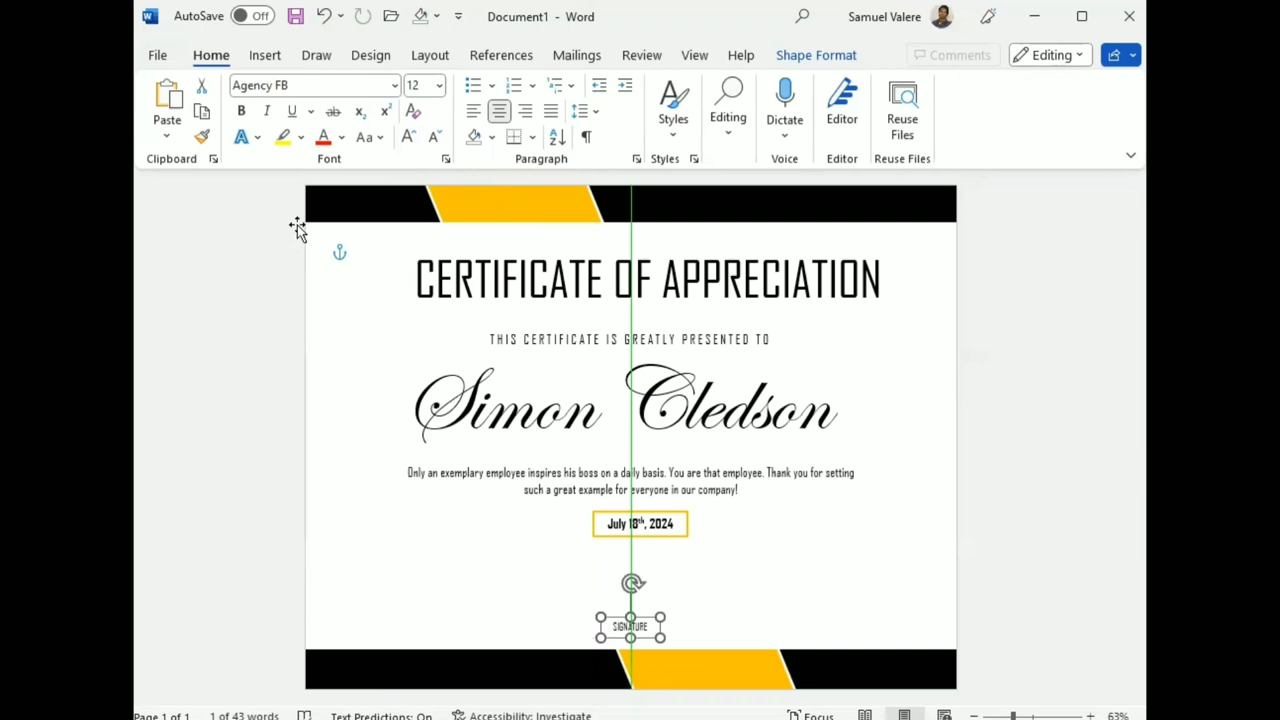 AutoSave Off Document1 - Word Samuel Valere
File Home Insert Draw Design Layout References Mailings Review View Help Shape Format Comments Editing
Agency FB 12
Paste Styles Editing Dictate Editor Reuse Files
Clipboard Font Paragraph Styles Voice Editor Reuse Files
CERTIFICATE OF APPRECIATION
THIS CERTIFICATE IS GREATLY PRESENTED TO
Simon Cledson
Only an exemplary employee inspires his boss on a daily basis. You are that employee. Thank you for setting
such a great example for everyone in our company!
July 18th, 2024
SIGNATURE
Page 1 of 1 1 of 43 words Text Predictions: On Accessibility: Investigate Focus 63%